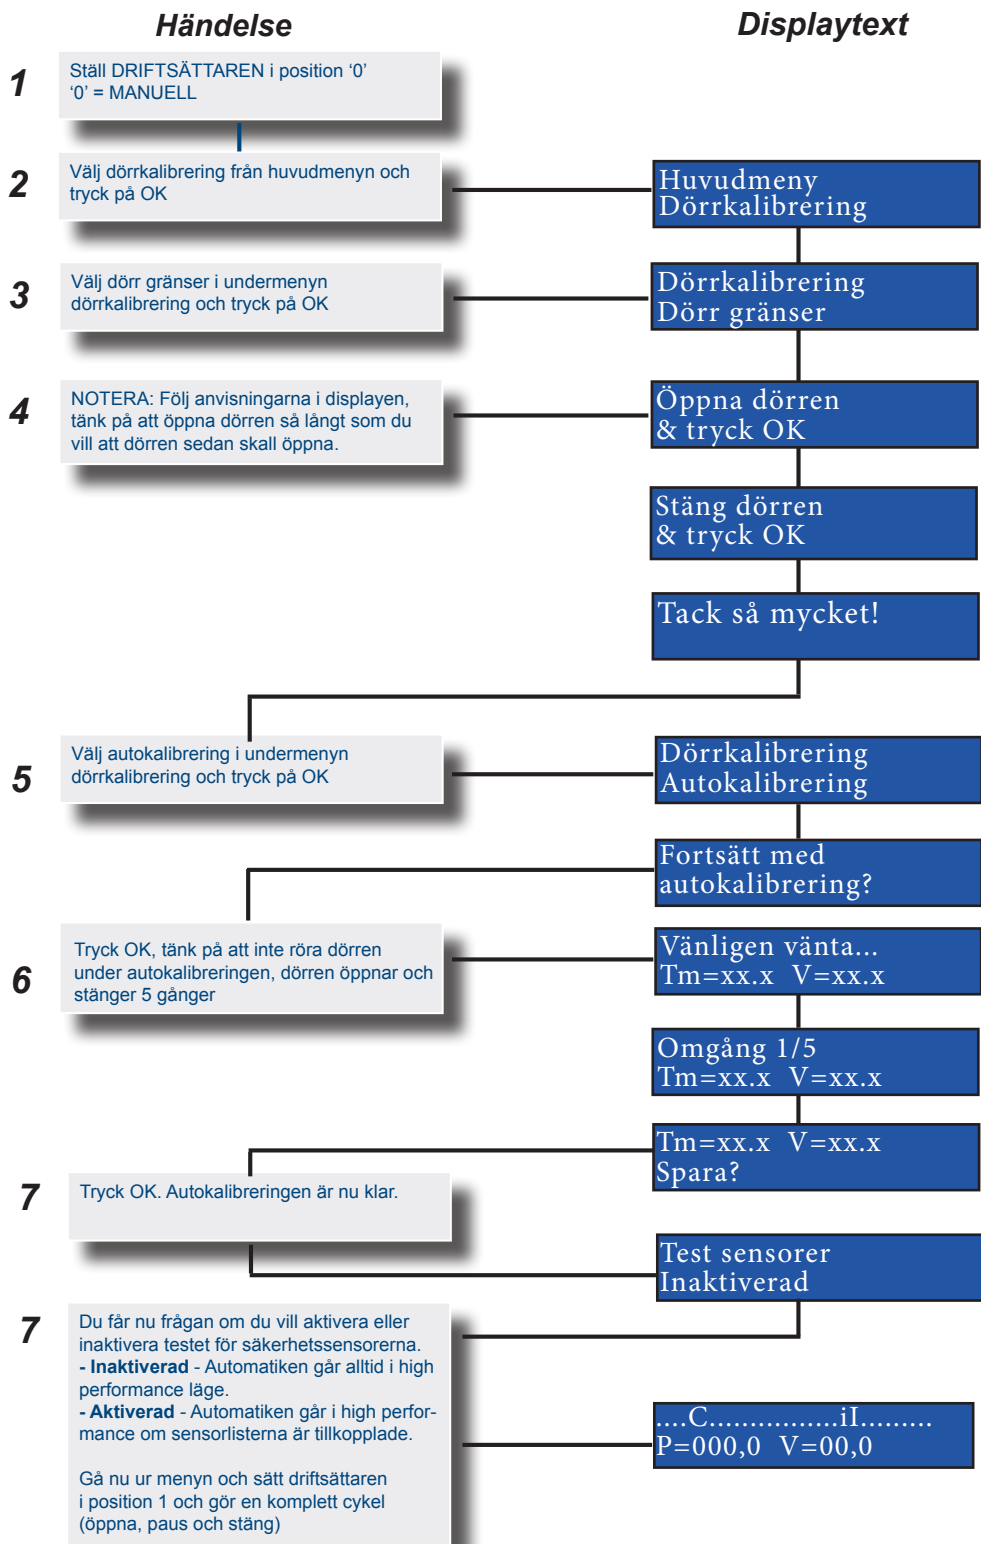 Händelse
Displaytext
1
Ställ DRIFTSÄTTAREN i position ‘0’
‘0’ = MANUELL
2
Välj dörrkalibrering från huvudmenyn och
tryck på OK
Huvudmeny
Dörrkalibrering
3
Välj dörr gränser i undermenyn
dörrkalibrering och tryck på OK
Dörrkalibrering
Dörr gränser
4
NOTERA: Följ anvisningarna i displayen,
tänk på att öppna dörren så långt som du
vill att dörren sedan skall öppna.
Öppna dörren
& tryck OK
Stäng dörren
& tryck OK
Tack så mycket!
5
Välj autokalibrering i undermenyn
dörrkalibrering och tryck på OK
Dörrkalibrering
Autokalibrering
Fortsätt med
autokalibrering?
6
Tryck OK, tänk på att inte röra dörren
under autokalibreringen, dörren öppnar och
stänger 5 gånger
Vänligen vänta...
Tm=xx.x V=xx.x
Omgång 1/5
Tm=xx.x V=xx.x
Tm=xx.x V=xx.x
Spara?
7
Tryck OK. Autokalibreringen är nu klar.
Test sensorer
Inaktiverad
7
Du får nu frågan om du vill aktivera eller
inaktivera testet för säkerhetssensorerna.
- Inaktiverad - Automatiken går alltid i high
performance läge.
- Aktiverad - Automatiken går i high perfor-
mance om sensorlisterna är tillkopplade.
Gå nu ur menyn och sätt driftsättaren
i position 1 och gör en komplett cykel
(öppna, paus och stäng)
....C................iI.........
P=000,0 V=00,0